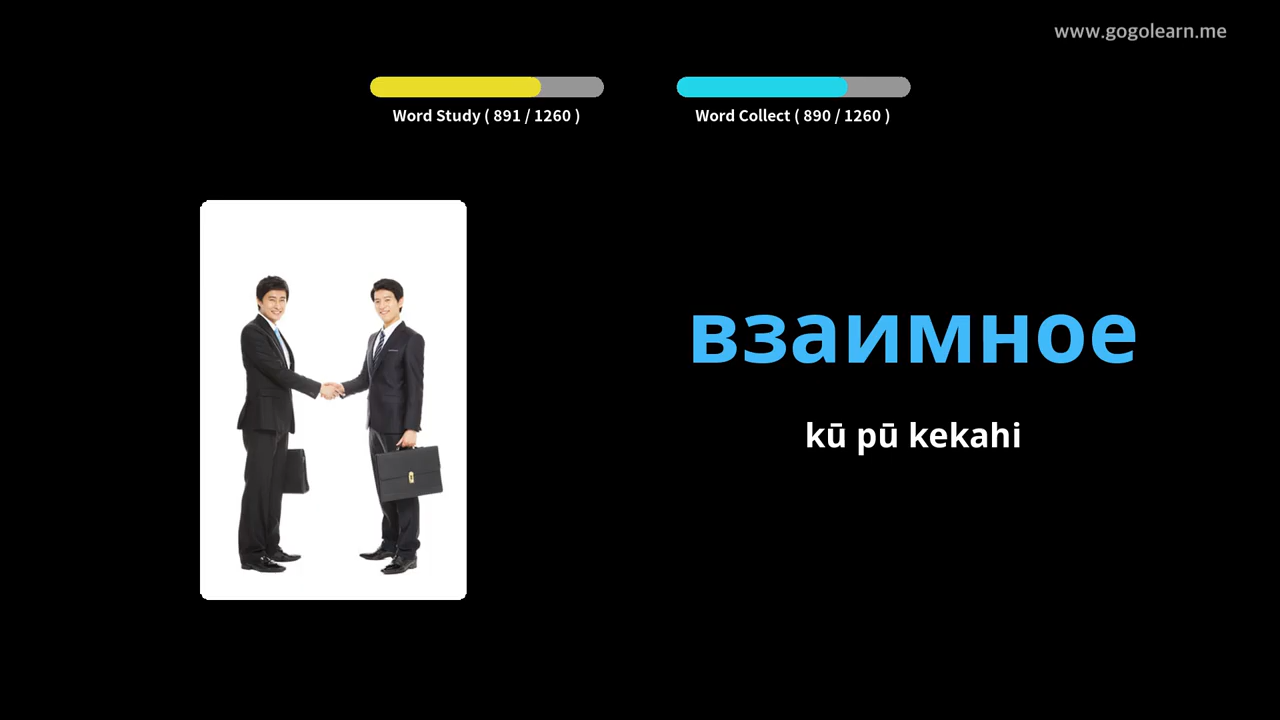 www.gogolearn.me
Word Study ( 891 / 1260 )
Word Collect ( 890 / 1260 )
взаимное
kū pū kekahi